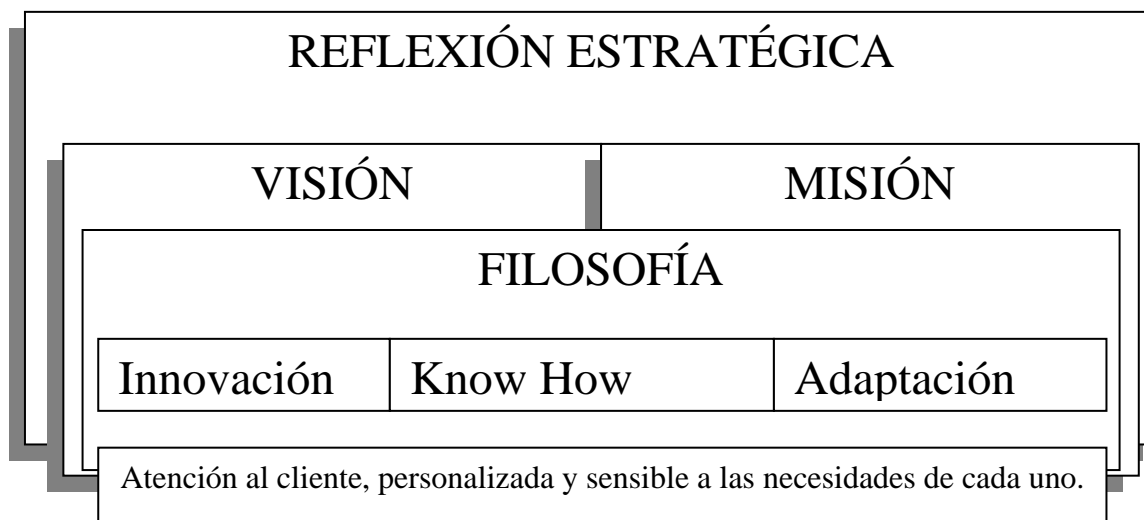 REFLEXIÓN ESTRATÉGICA
VISIÓN MISIÓN
FILOSOFÍA
Innovación Know How Adaptación
Atención al cliente, personalizada y sensible a las necesidades de cada uno.